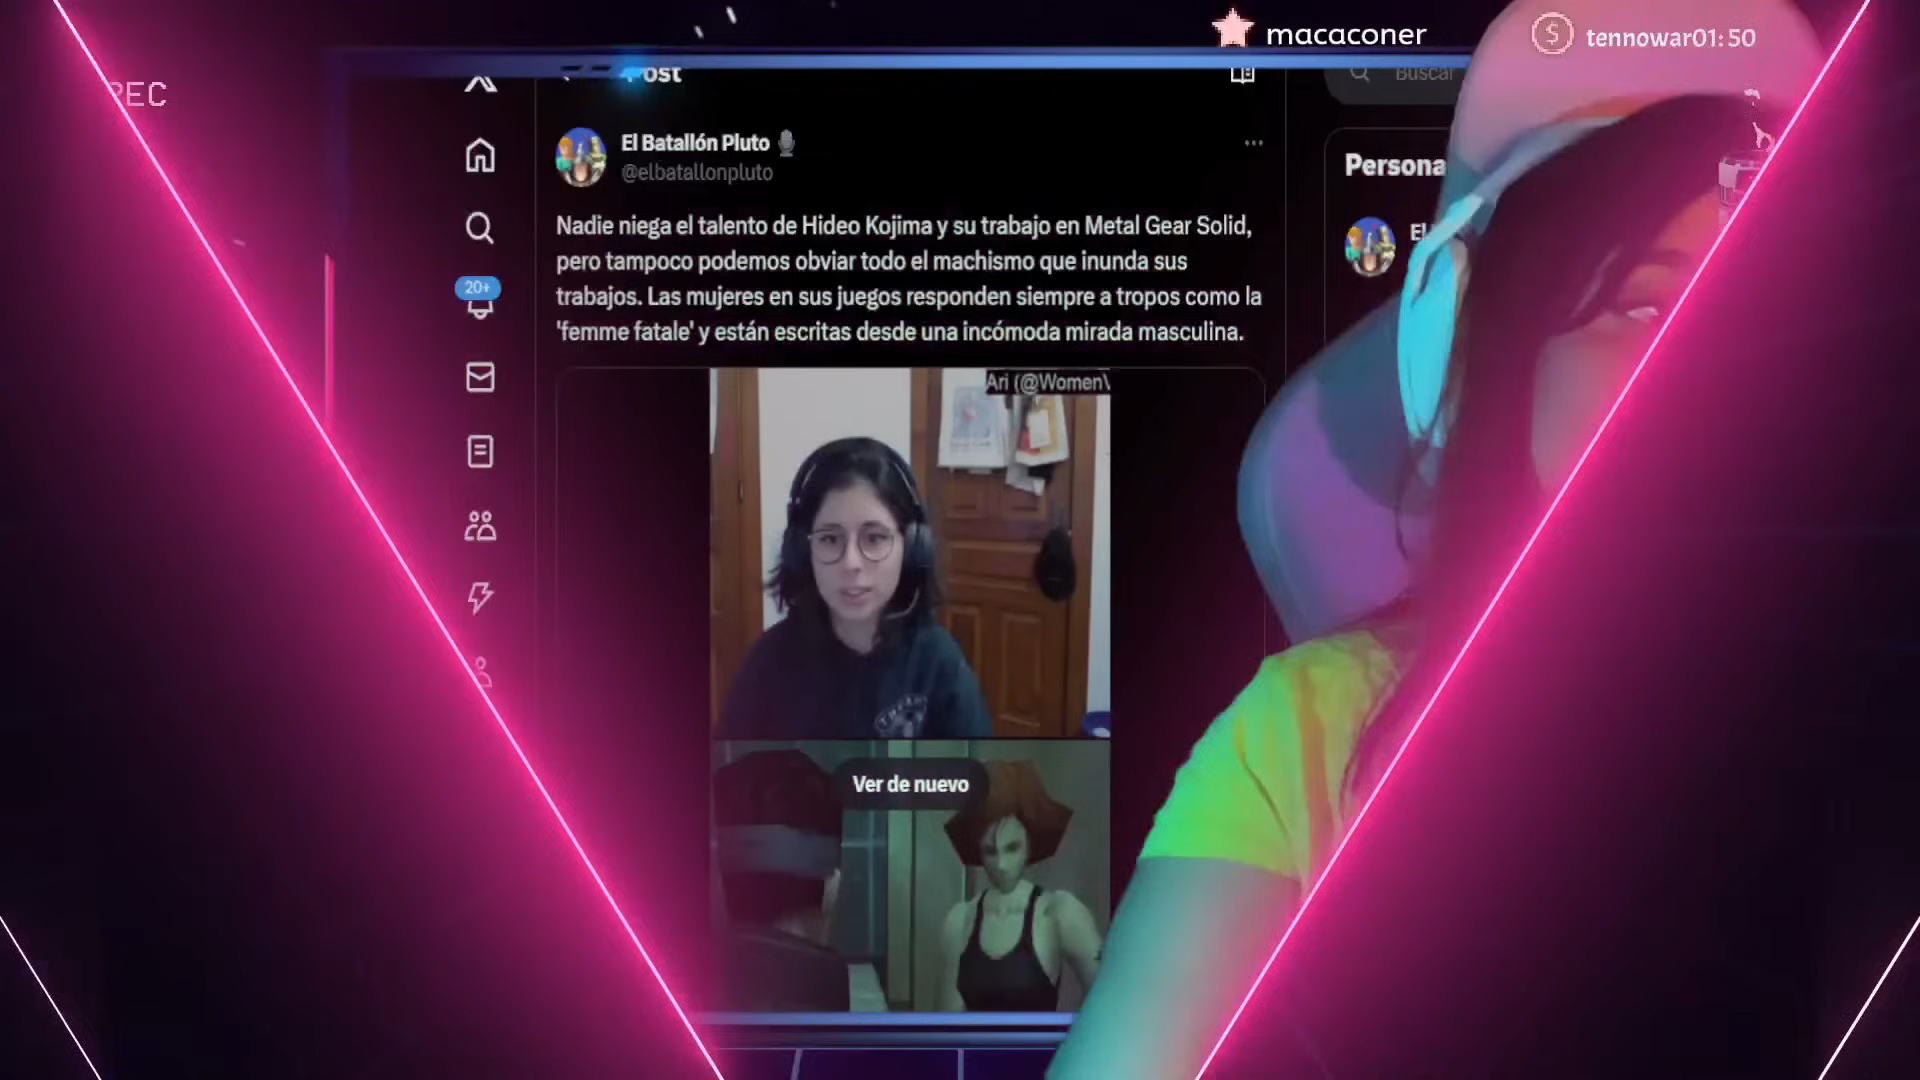 macaconer
tennowar01: 50
REC
Post
Buscar
El Batallón Pluto
@elbatallonpluto
Persona
El
Nadie niega el talento de Hideo Kojima y su trabajo en Metal Gear Solid,
pero tampoco podemos obviar todo el machismo que inunda sus
trabajos. Las mujeres en sus juegos responden siempre a tropos como la
'femme fatale' y están escritas desde una incómoda mirada masculina.
20+
Ari (@Women\
Ver de nuevo